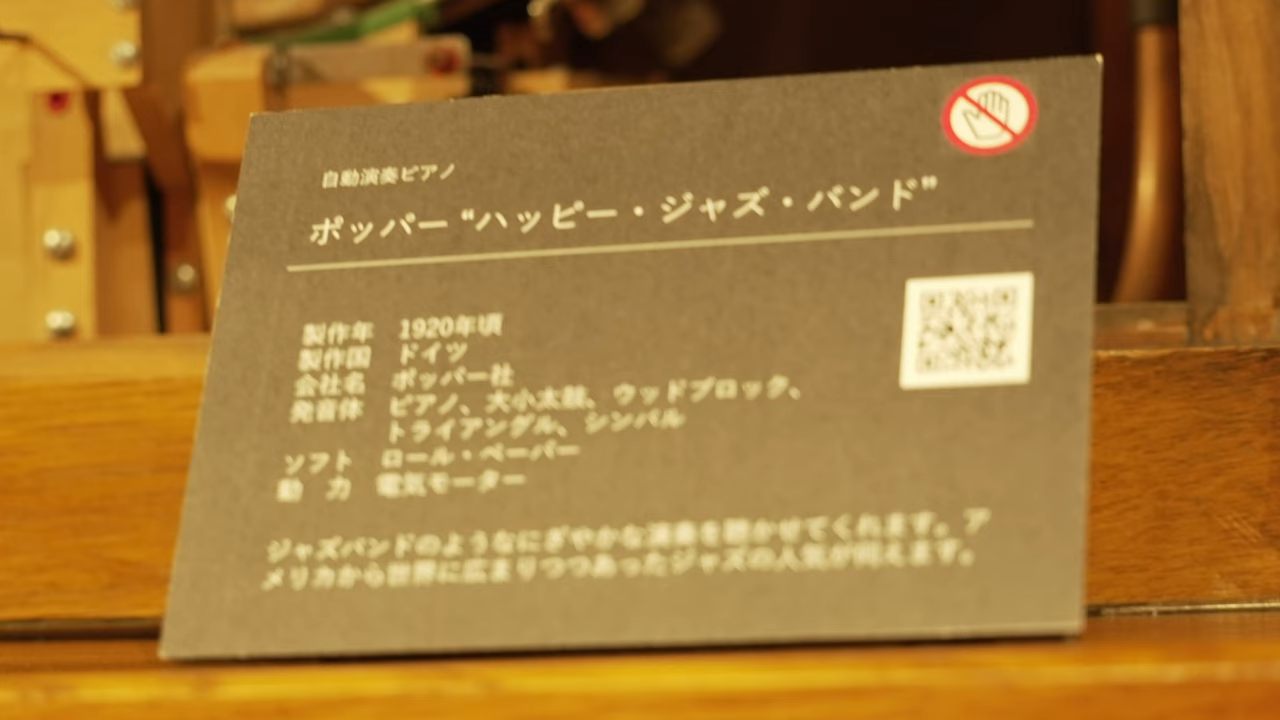 自動演奏ピアノ
ポッパー “ハッピー・ジャズ・バンド”
製作年 1920年頃
製作国 ドイツ
会社名 ポッパー社
発音体 ピアノ、大小太鼓、ウッドブロック、
トライアングル、シンバル
ソフト ロール・ペーパー
動 力 電気モーター
ジャズバンドのようなにぎやかな演奏を聴かせてくれます。ア
メリカから世界に広まりつつあったジャズの人気が伺えます。